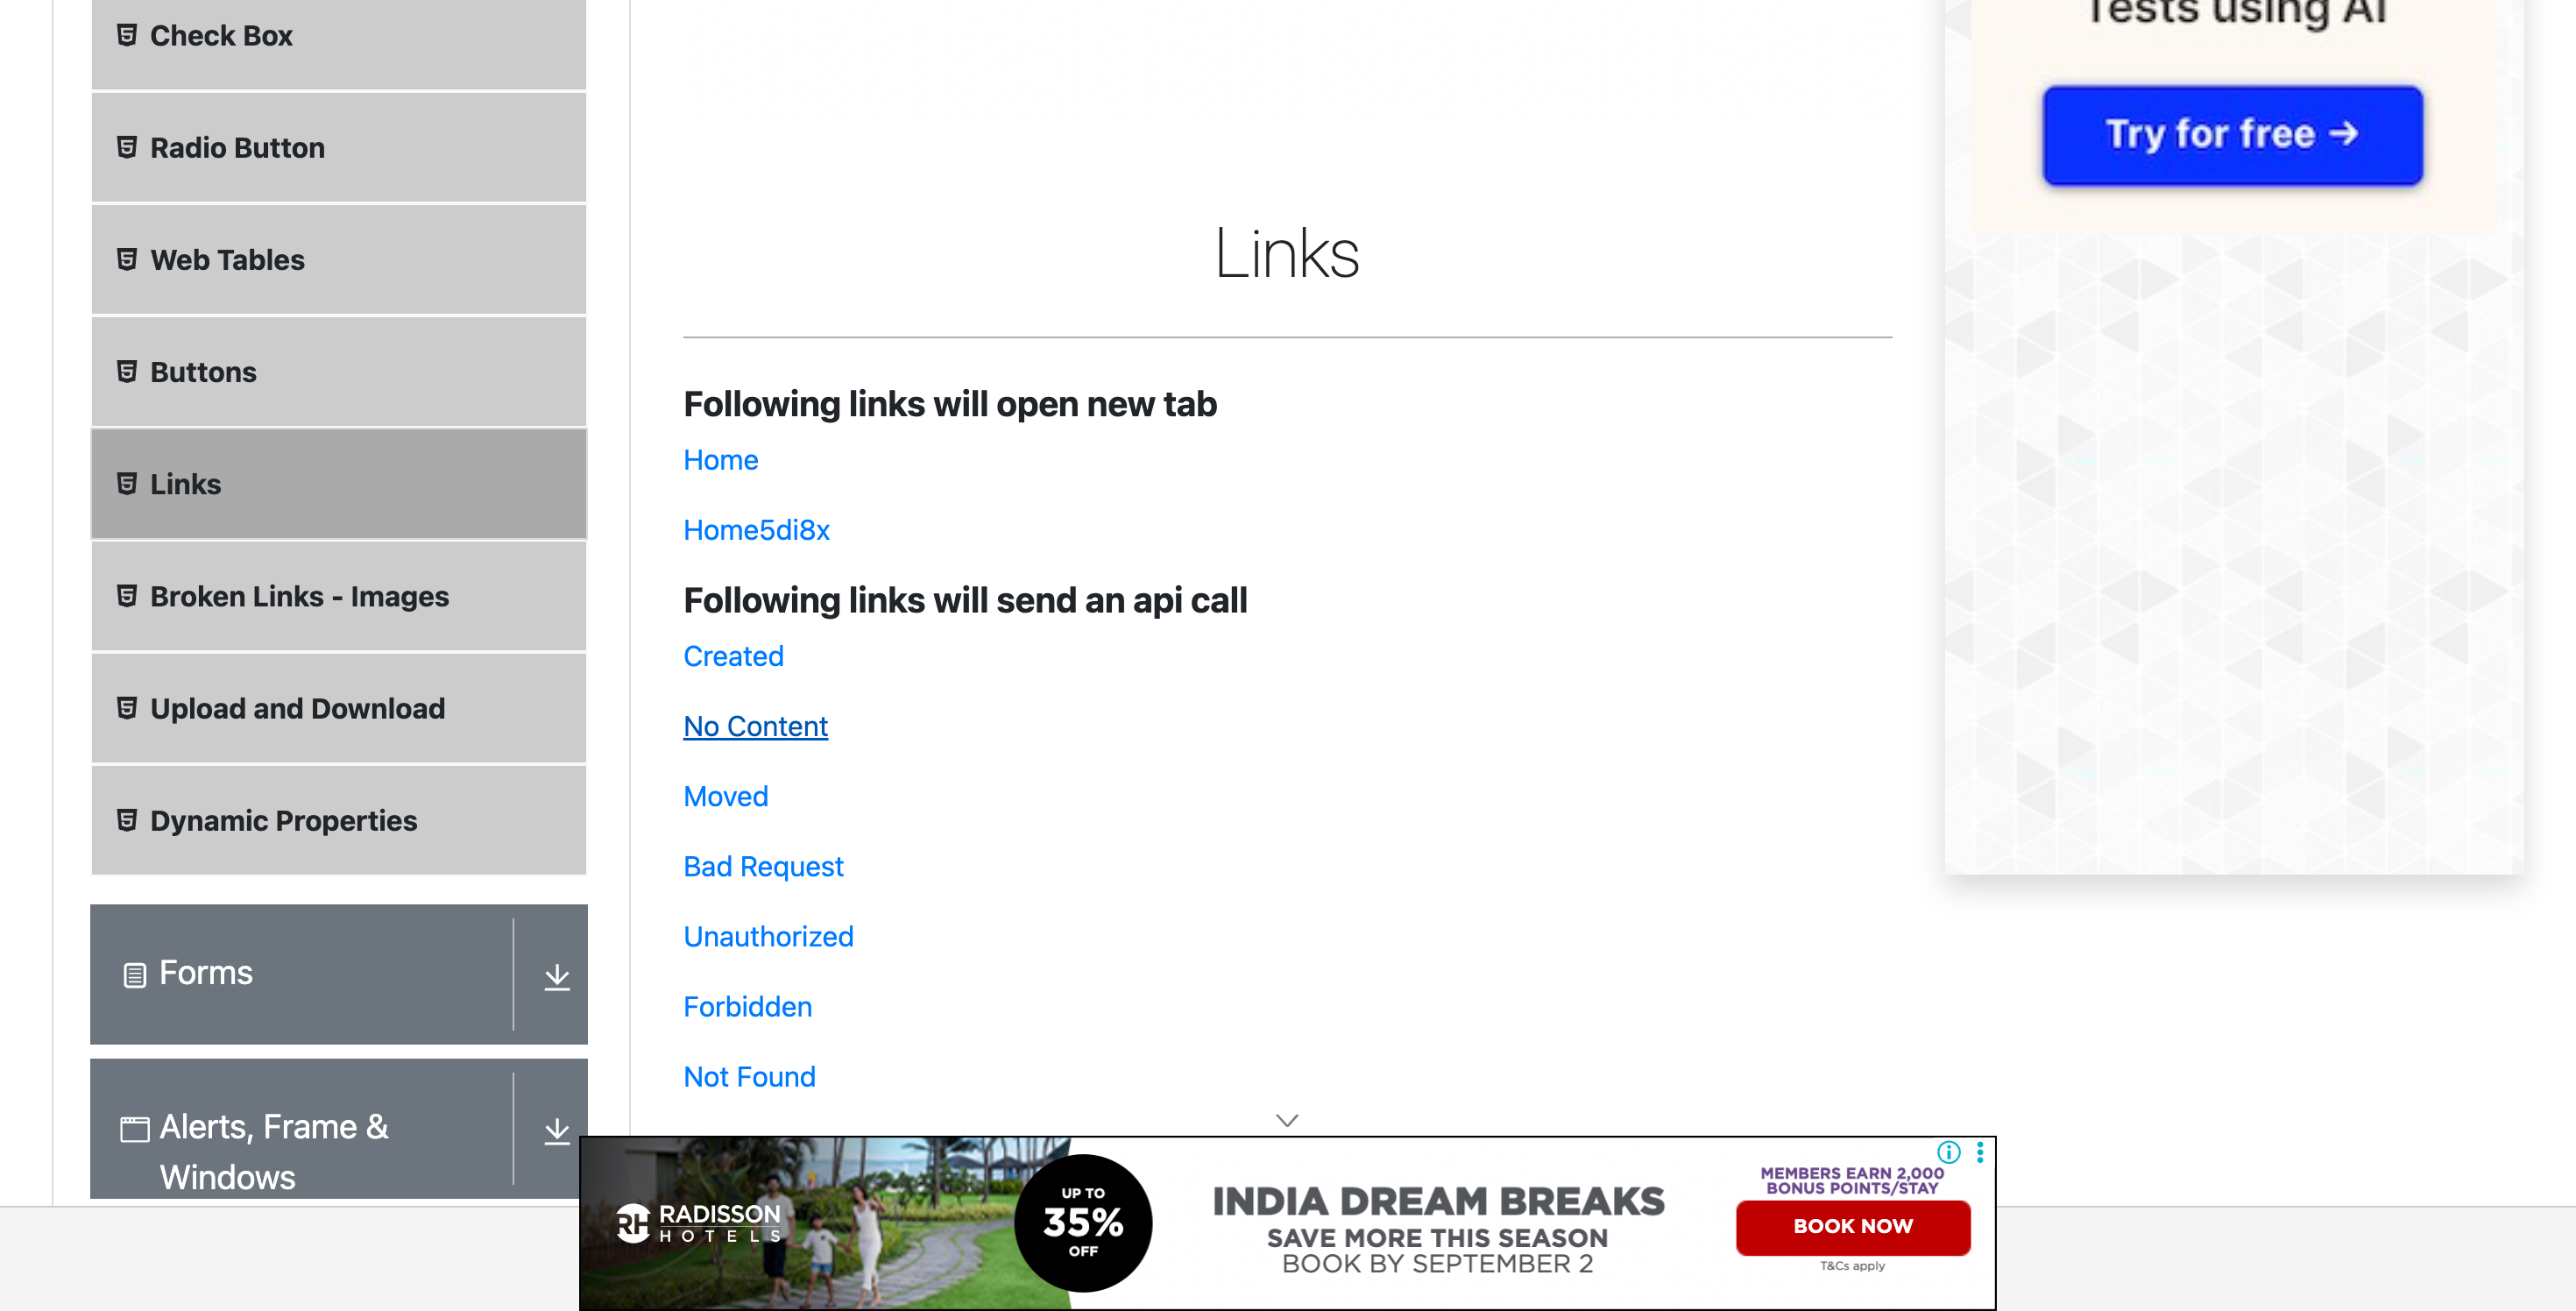 Check Box
Radio Button
Web Tables
Buttons
Links
Broken Links - Images
Upload and Download
Dynamic Properties
Forms
Alerts, Frame &
Windows
Links
Following links will open new tab
Home
Home5di8x
Following links will send an api call
Created
No Content
Moved
Bad Request
Unauthorized
Forbidden
Not Found
Tests using AI
Try for free →
RH RADISSON
HOTELS
UP TO
35%
OFF
INDIA DREAM BREAKS
SAVE MORE THIS SEASON
BOOK BY SEPTEMBER 2
MEMBERS EARN 2,000
BONUS POINTS/STAY
BOOK NOW
T&Cs apply